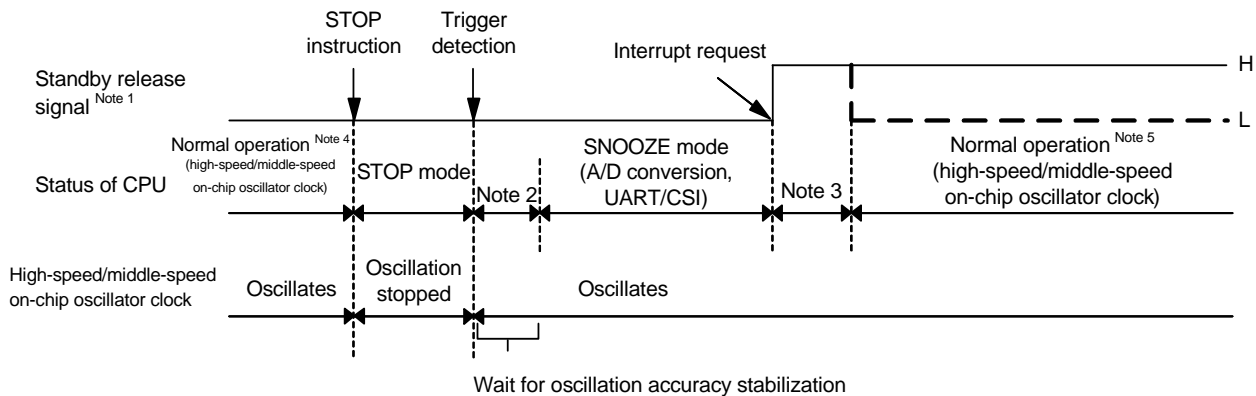 STOP
instruction
Trigger
detection
Interrupt request
Standby release
signal Note 1
H
L
Status of CPU
Normal operation Note 4
(high-speed/middle-speed
on-chip oscillator clock)
STOP mode
Note 2
SNOOZE mode
(A/D conversion,
UART/CSI)
Note 3
Normal operation Note 5
(high-speed/middle-speed
on-chip oscillator clock)
High-speed/middle-speed
on-chip oscillator clock
Oscillates
Oscillation
stopped
Oscillates
Wait for oscillation accuracy stabilization